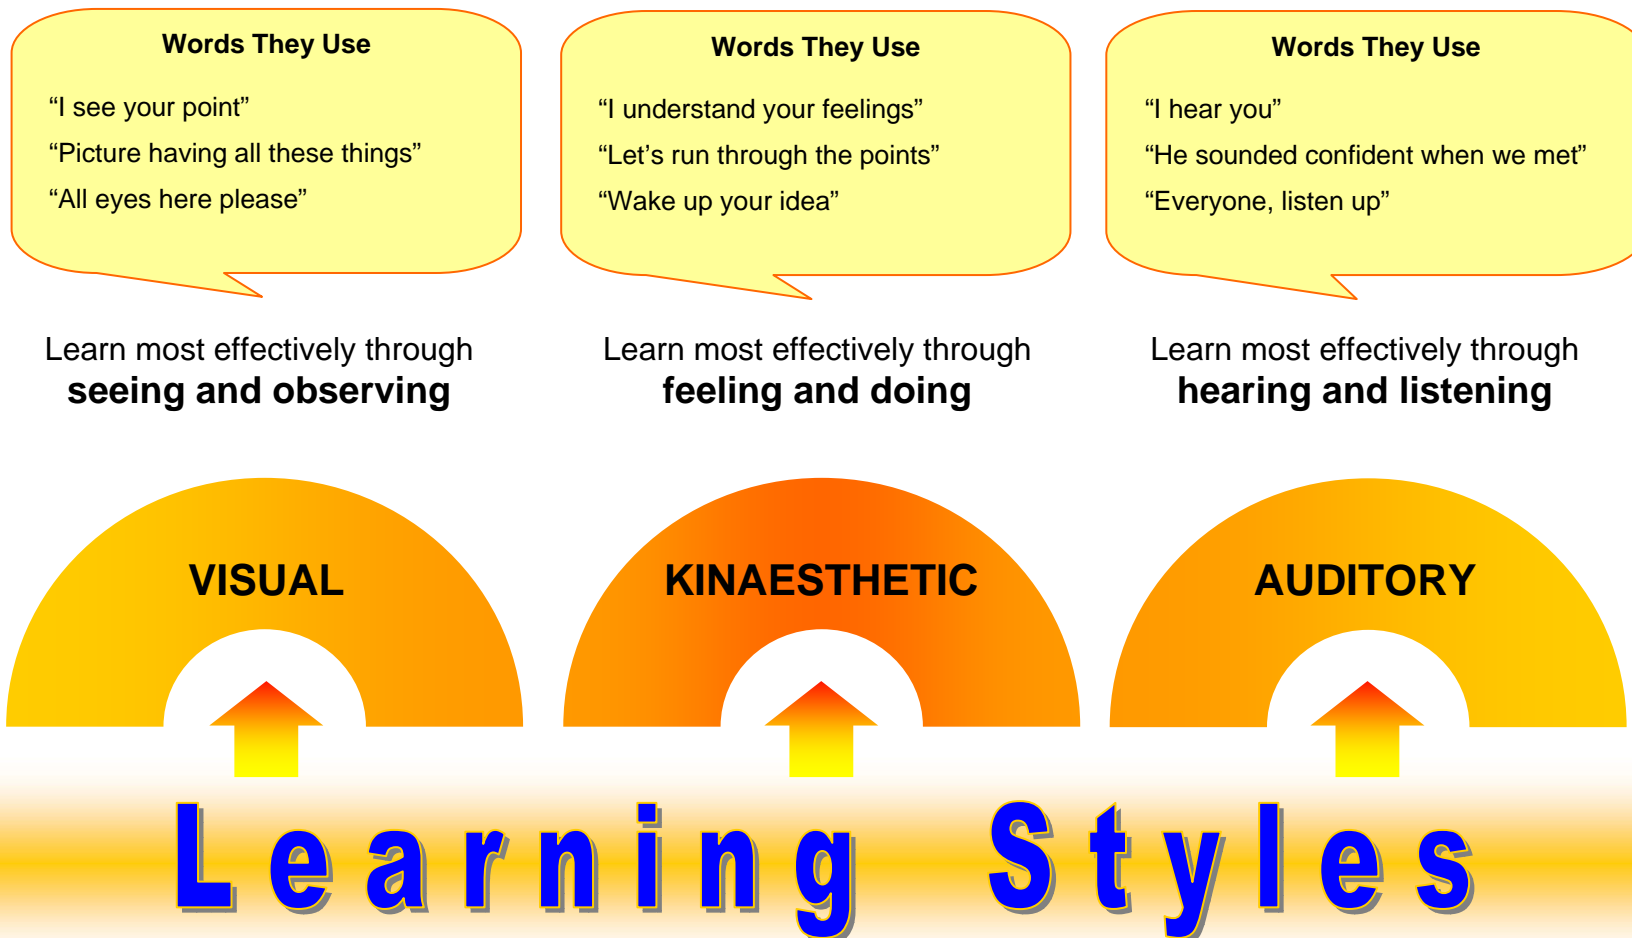 Words They Use
“I see your point”
“Picture having all these things”
“All eyes here please”
Learn most effectively through
seeing and observing
VISUAL
Words They Use
“I understand your feelings”
“Let’s run through the points”
“Wake up your idea”
Learn most effectively through
feeling and doing
KINAESTHETIC
Words They Use
“I hear you”
“He sounded confident when we met”
“Everyone, listen up”
Learn most effectively through
hearing and listening
AUDITORY
Learning Styles